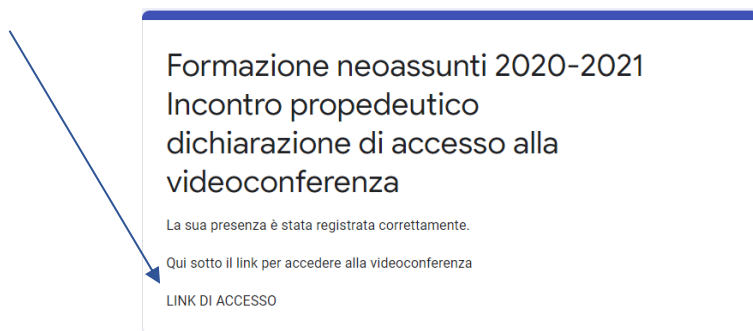 Formazione neoassunti 2020-2021
Incontro propedeutico
dichiarazione di accesso alla
videoconferenza
La sua presenza è stata registrata correttamente.
Qui sotto il link per accedere alla videoconferenza
LINK DI ACCESSO